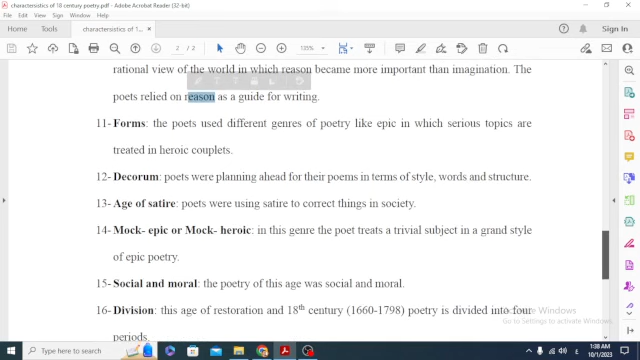 characterstics of 18 century poetry.pdf - Adobe Acrobat Reader (32-bit)
File Edit View Sign Window Help
Home Tools characterstics of 1... × Sign In
2 / 2 135%
rational view of the world in which reason became more important than imagination. The
poets relied on reason as a guide for writing.
11- Forms: the poets used different genres of poetry like epic in which serious topics are
treated in heroic couplets.
12- Decorum: poets were planning ahead for their poems in terms of style, words and structure.
13- Age of satire: poets were using satire to correct things in society.
14- Mock- epic or Mock- heroic: in this genre the poet treats a trivial subject in a grand style
of epic poetry.
15- Social and moral: the poetry of this age was social and moral.
16- Division: this age of restoration and 18th century (1660-1798) poetry is divided into four
periods.
Activate Windows
Go to Settings to activate Windows.
Type here to search
1:38 AM
10/1/2023